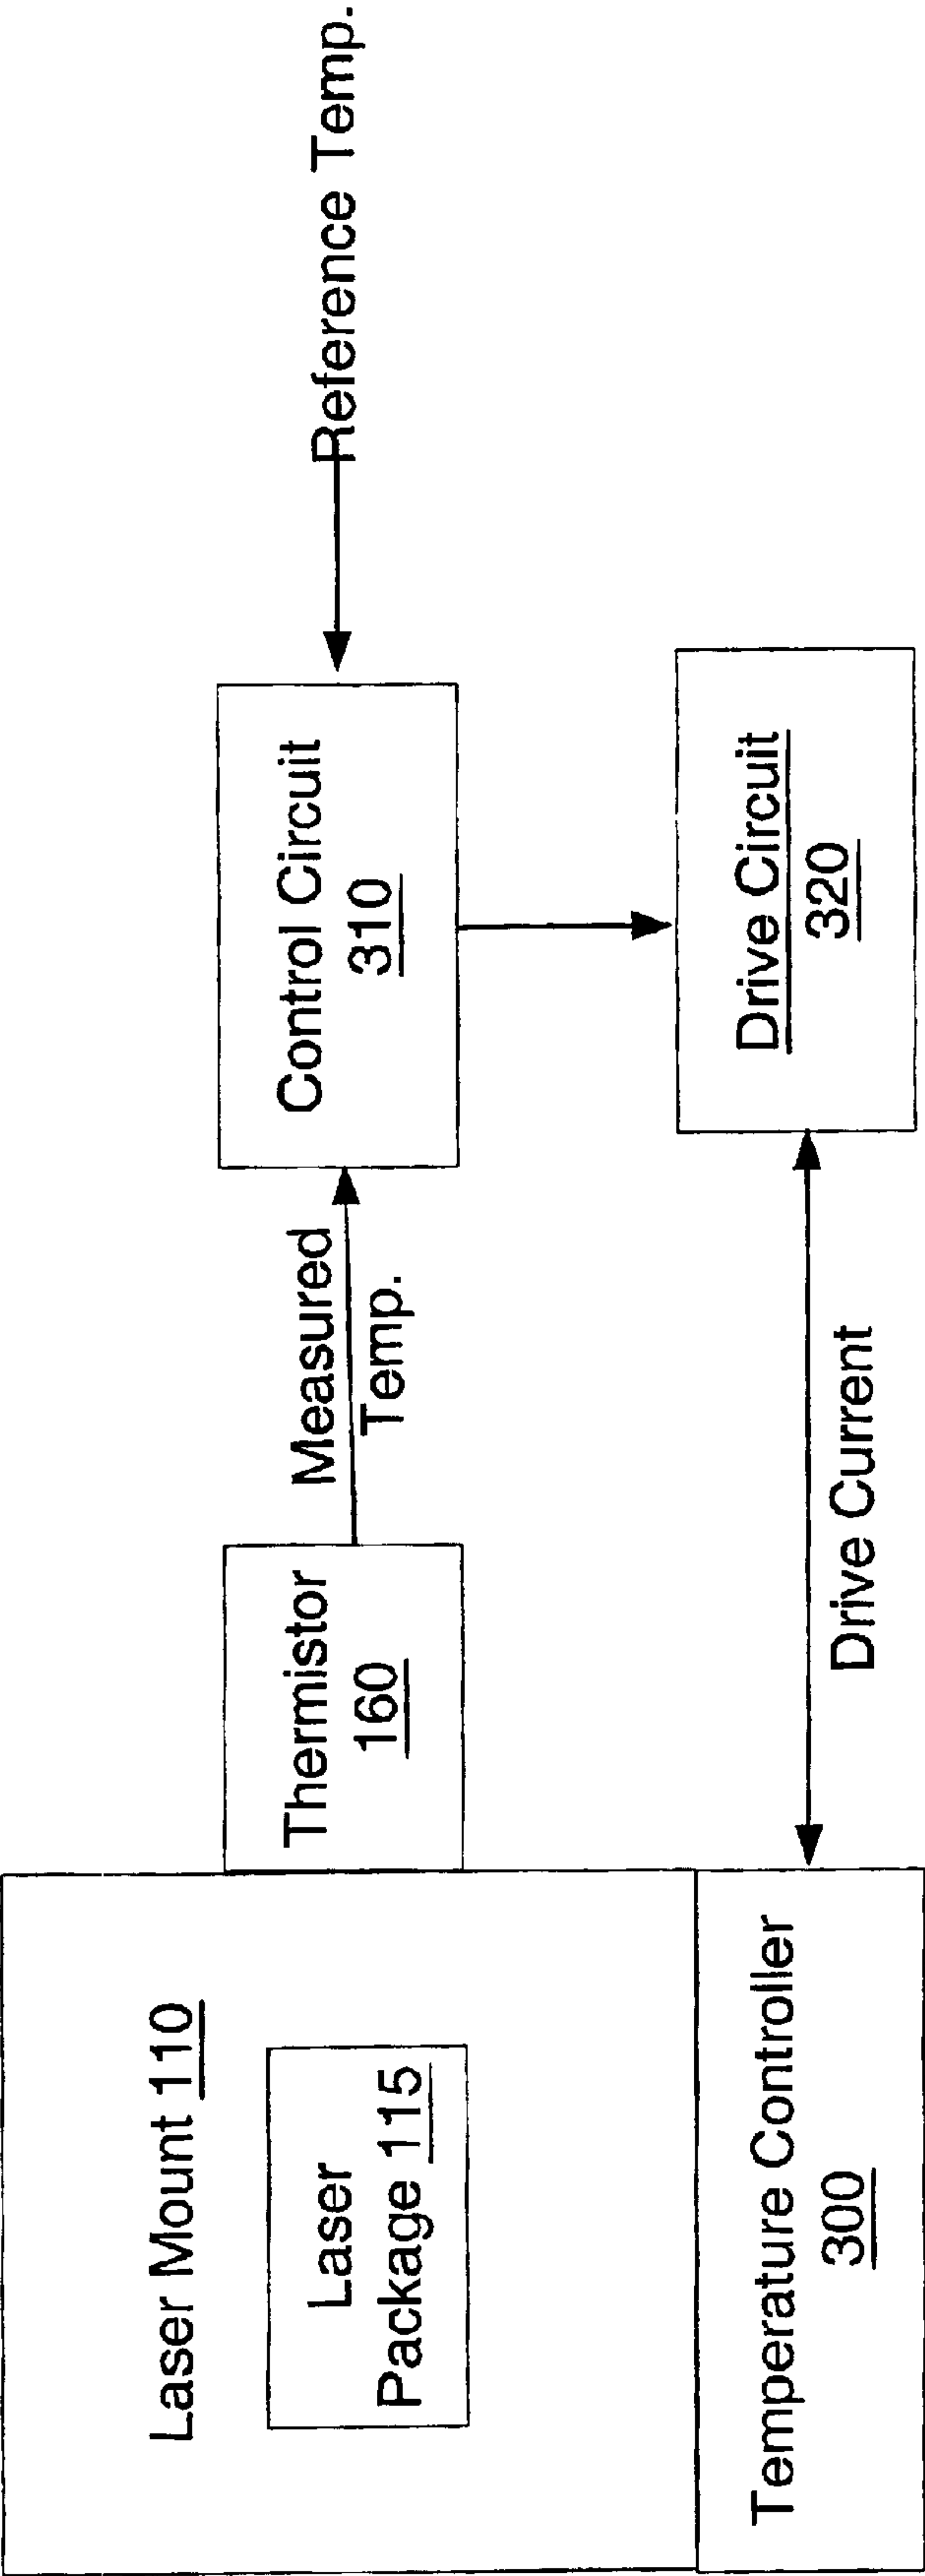 Laser Mount 110
Laser
Package 115
Temperature Controller
300
Thermistor
160
Measured
Temp.
Control Circuit
310
Reference Temp.
Drive Current
Drive Circuit
320